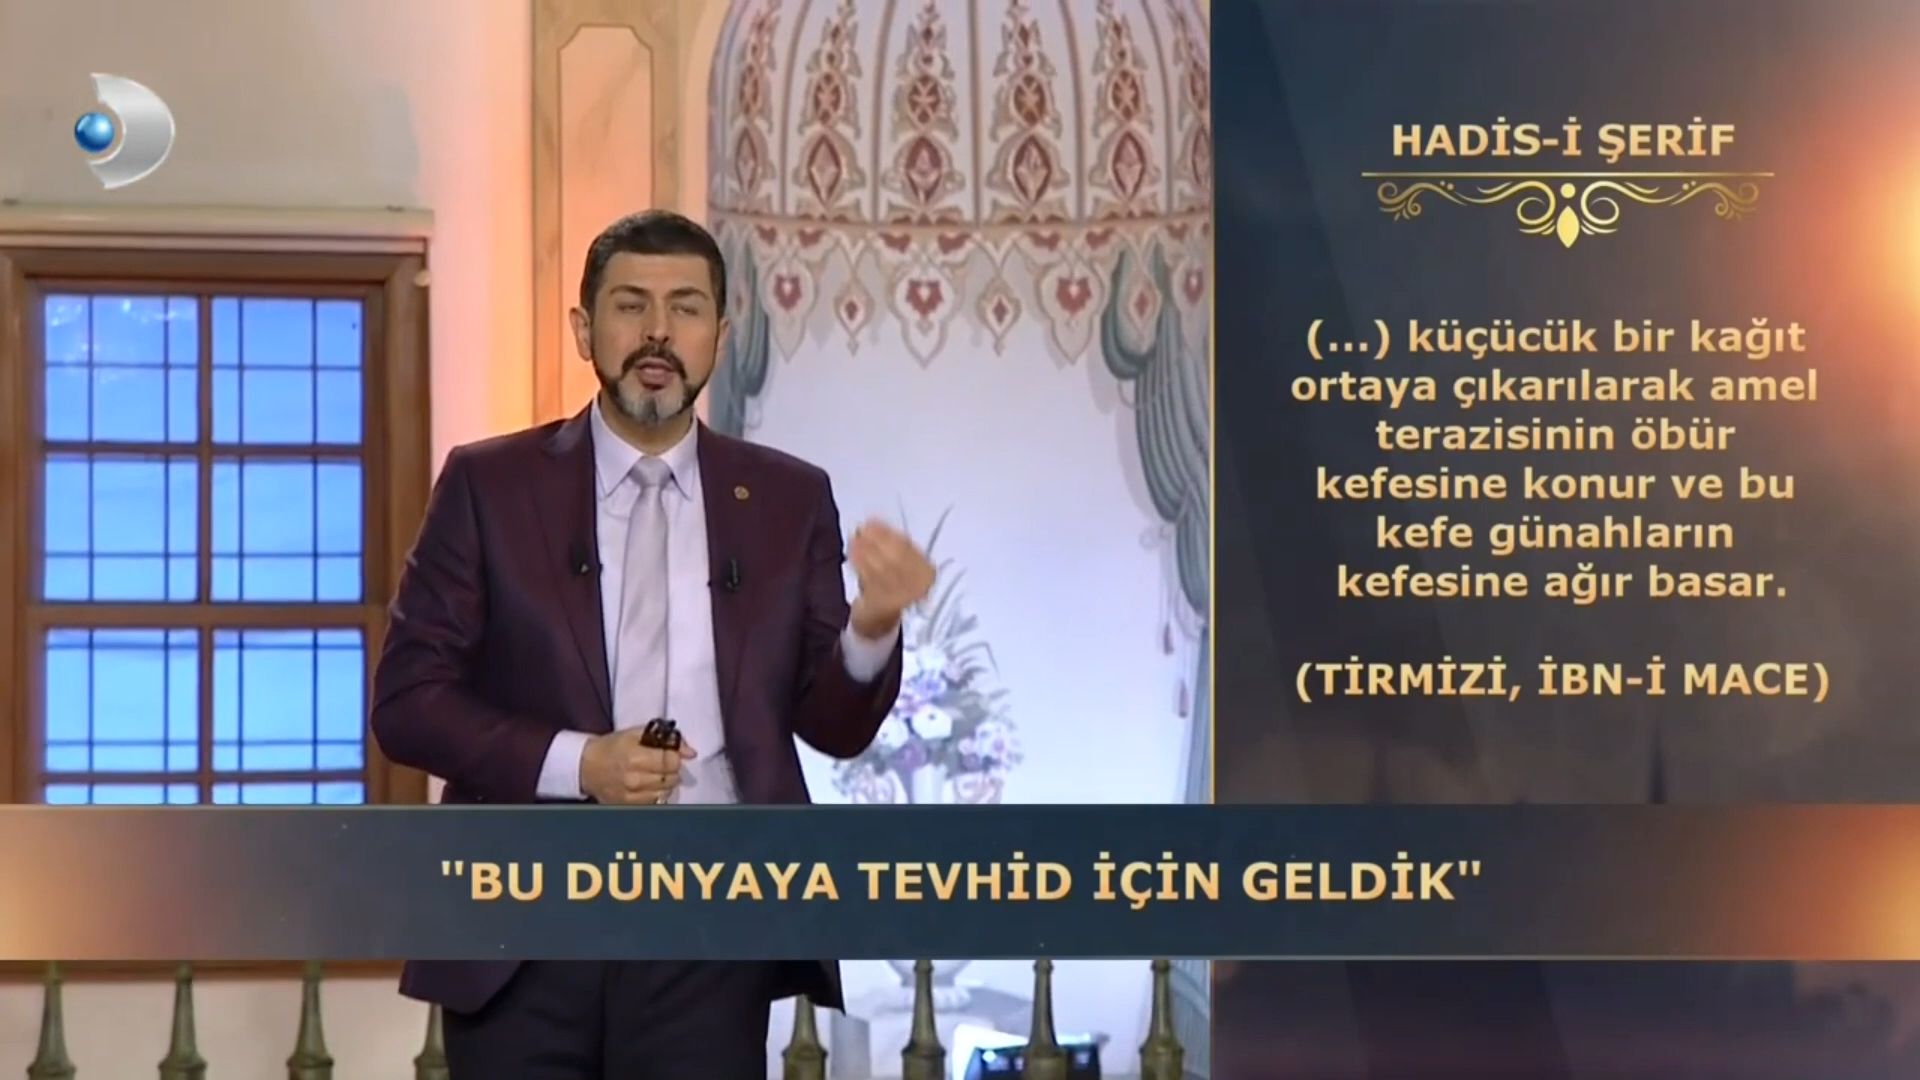 HADİS-İ ŞERİF
(...) küçücük bir kağıt
ortaya çıkarılarak amel
terazisinin öbür
kefesine konur ve bu
kefe günahların
kefesine ağır basar.
(TİRMİZİ, İBN-İ MACE)
"BU DÜNYAYA TEVHİD İÇİN GELDİK"